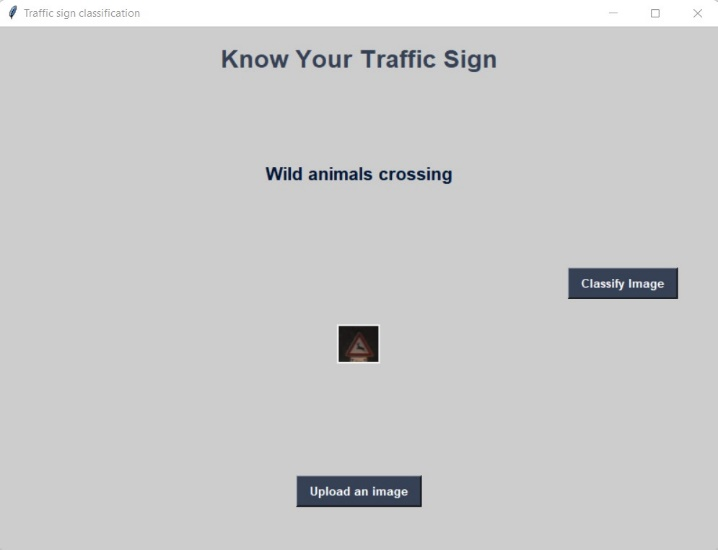 Traffic sign classification
Know Your Traffic Sign
Wild animals crossing
Classify Image
Upload an image